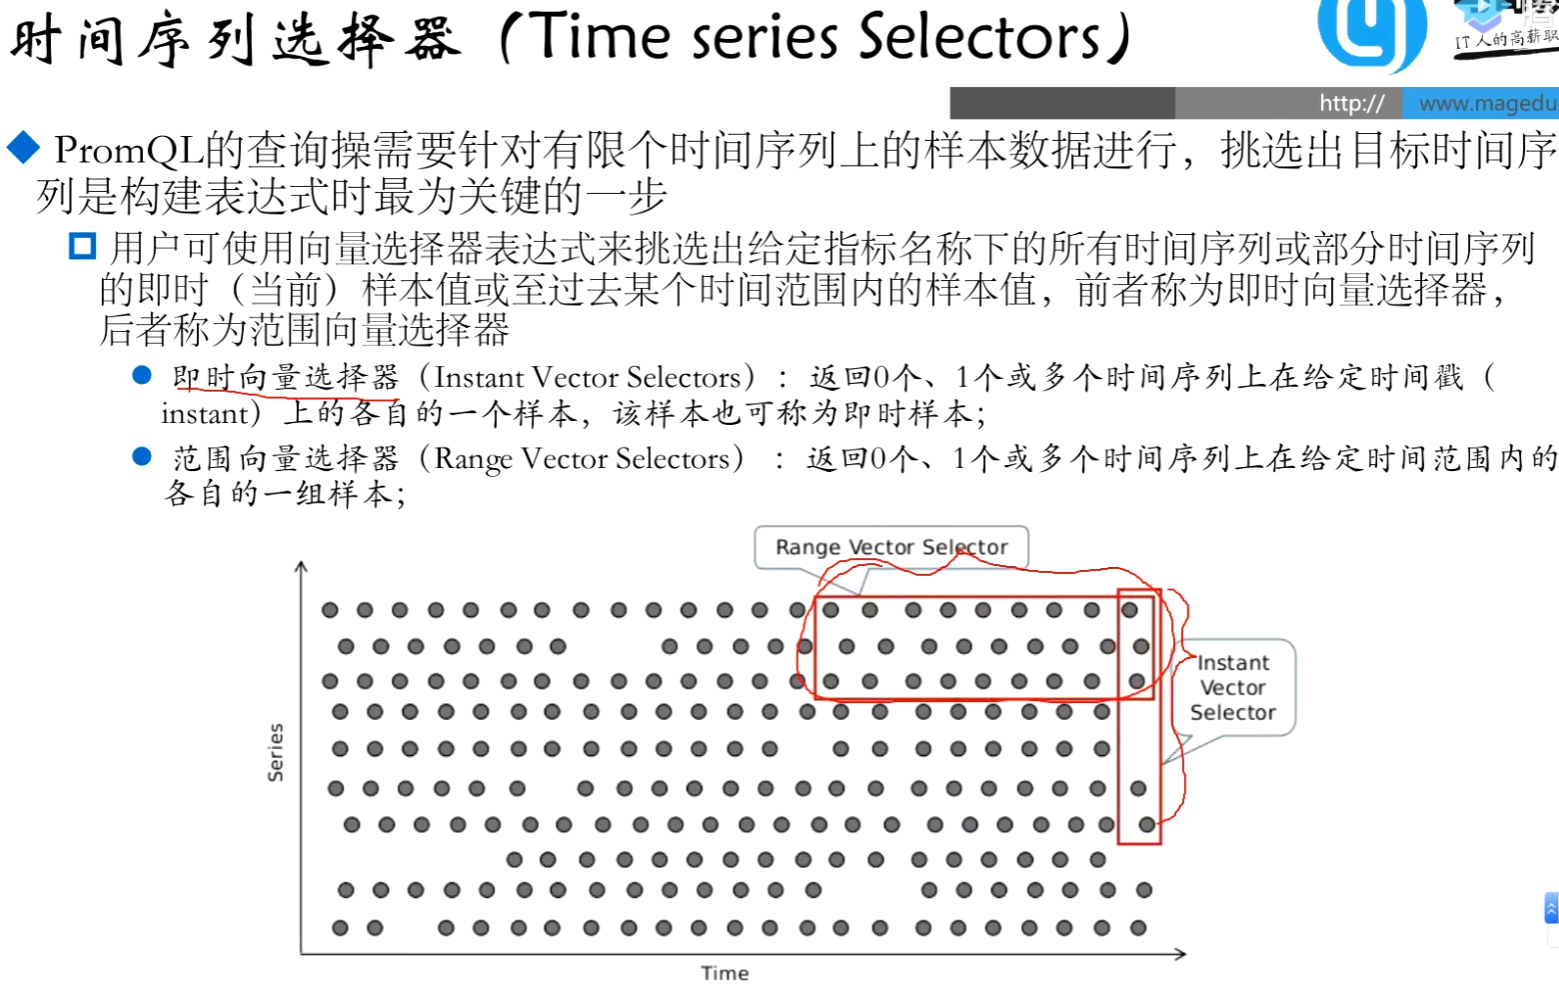 时间序列选择器（Time series Selectors）
IT人的高薪职
http:// www.magedu
PromQL的查询操需要针对有限个时间序列上的样本数据进行，挑选出目标时间序
列是构建表达式时最为关键的一步
用户可使用向量选择器表达式来挑选出给定指标名称下的所有时间序列或部分时间序列
的即时（当前）样本值或至过去某个时间范围内的样本值，前者称为即时向量选择器，
后者称为范围向量选择器
即时向量选择器（Instant Vector Selectors）：返回0个、1个或多个时间序列上在给定时间戳（
instant）上的各自的一个样本，该样本也可称为即时样本；
范围向量选择器（Range Vector Selectors）：返回0个、1个或多个时间序列上在给定时间范围内的
各自的一组样本；
Range Vector Selector
Instant
Vector
Selector
Series
Time